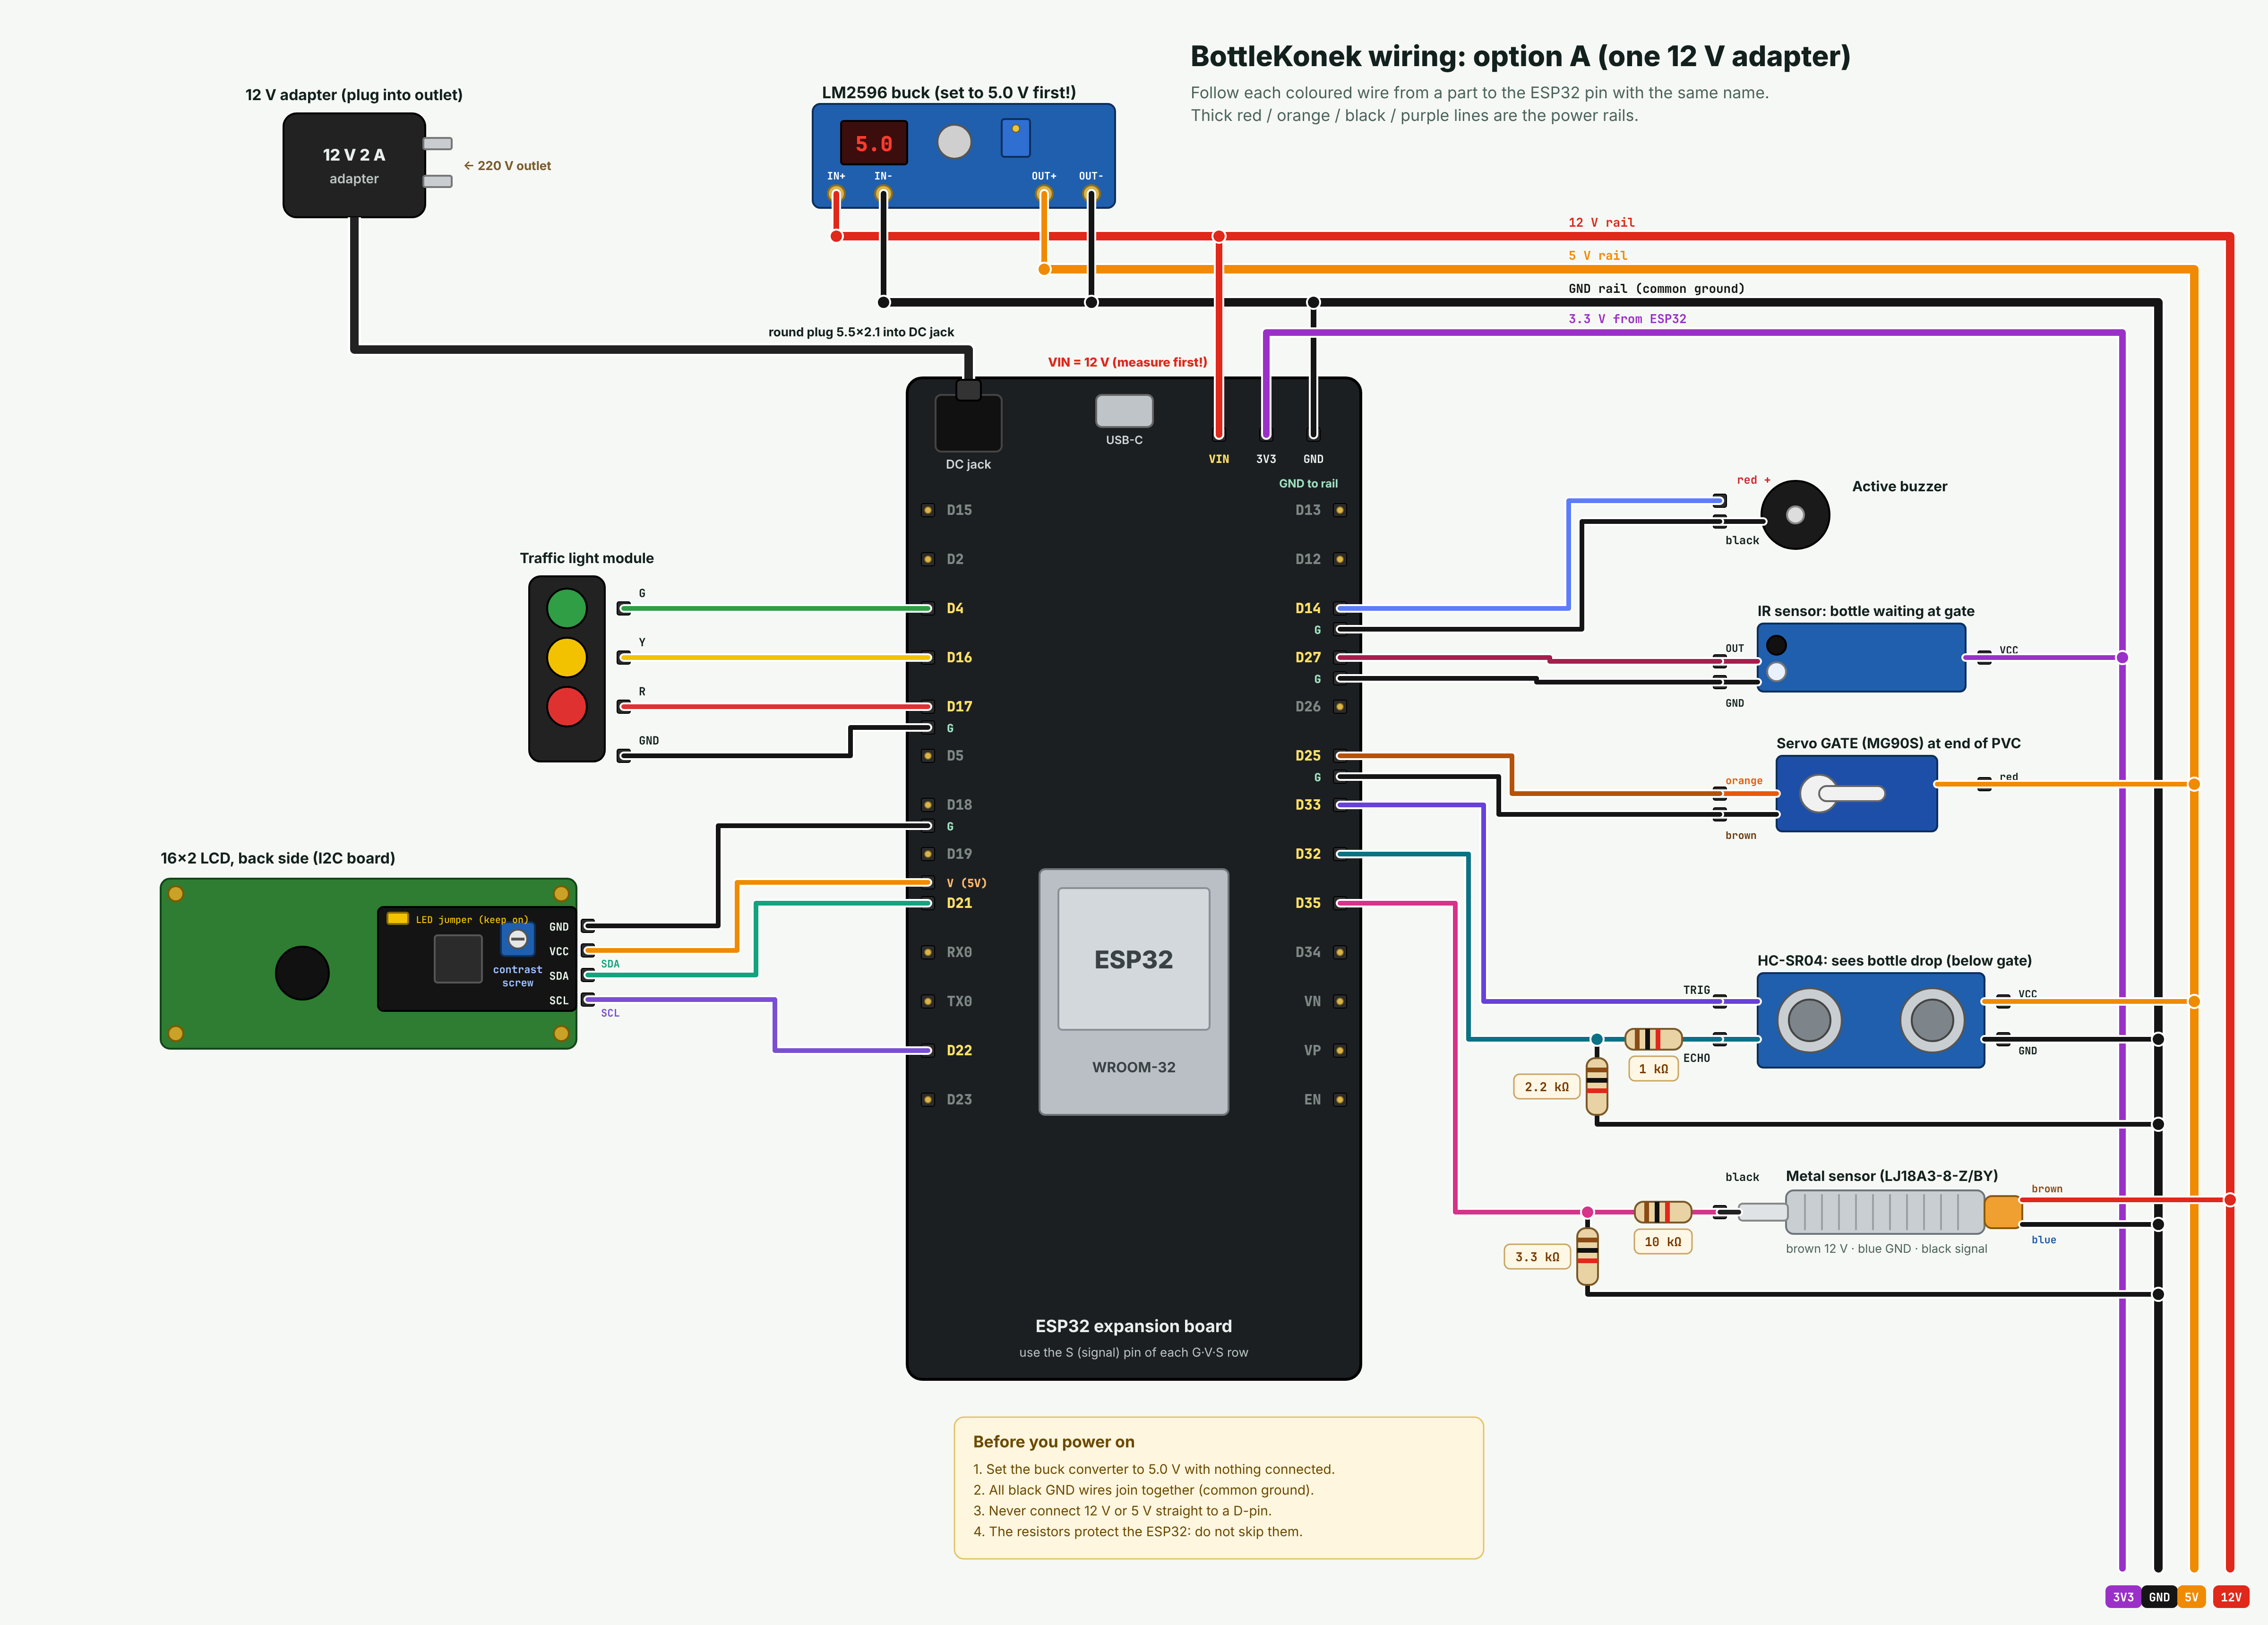 BottleKonek wiring: option A (one 12 V adapter)
Follow each coloured wire from a part to the ESP32 pin with the same name.
Thick red / orange / black / purple lines are the power rails.
12 V adapter (plug into outlet)
12 V 2 A
adapter
← 220 V outlet
LM2596 buck (set to 5.0 V first!)
5.0
IN+
IN-
OUT+
OUT-
12 V rail
5 V rail
GND rail (common ground)
3.3 V from ESP32
round plug 5.5×2.1 into DC jack
VIN = 12 V (measure first!)
DC jack
USB-C
VIN
3V3
GND
GND to rail
D15
D2
D4
D16
D17
G
D5
D18
G
D19
V (5V)
D21
RX0
TX0
D22
D23
D13
D12
D14
G
D27
G
D26
D25
G
D33
D32
D35
D34
VN
VP
EN
ESP32
WROOM-32
ESP32 expansion board
use the S (signal) pin of each G·V·S row
Traffic light module
G
Y
R
GND
16×2 LCD, back side (I2C board)
LED jumper (keep on)
contrast
screw
GND
VCC
SDA
SCL
SDA
SCL
Active buzzer
red +
black
IR sensor: bottle waiting at gate
OUT
GND
VCC
Servo GATE (MG90S) at end of PVC
orange
brown
red
HC-SR04: sees bottle drop (below gate)
TRIG
ECHO
VCC
GND
1 kΩ
2.2 kΩ
Metal sensor (LJ18A3-8-Z/BY)
black
brown
blue
brown 12 V · blue GND · black signal
10 kΩ
3.3 kΩ
Before you power on
1. Set the buck converter to 5.0 V with nothing connected.
2. All black GND wires join together (common ground).
3. Never connect 12 V or 5 V straight to a D-pin.
4. The resistors protect the ESP32: do not skip them.
3V3
GND
5V
12V